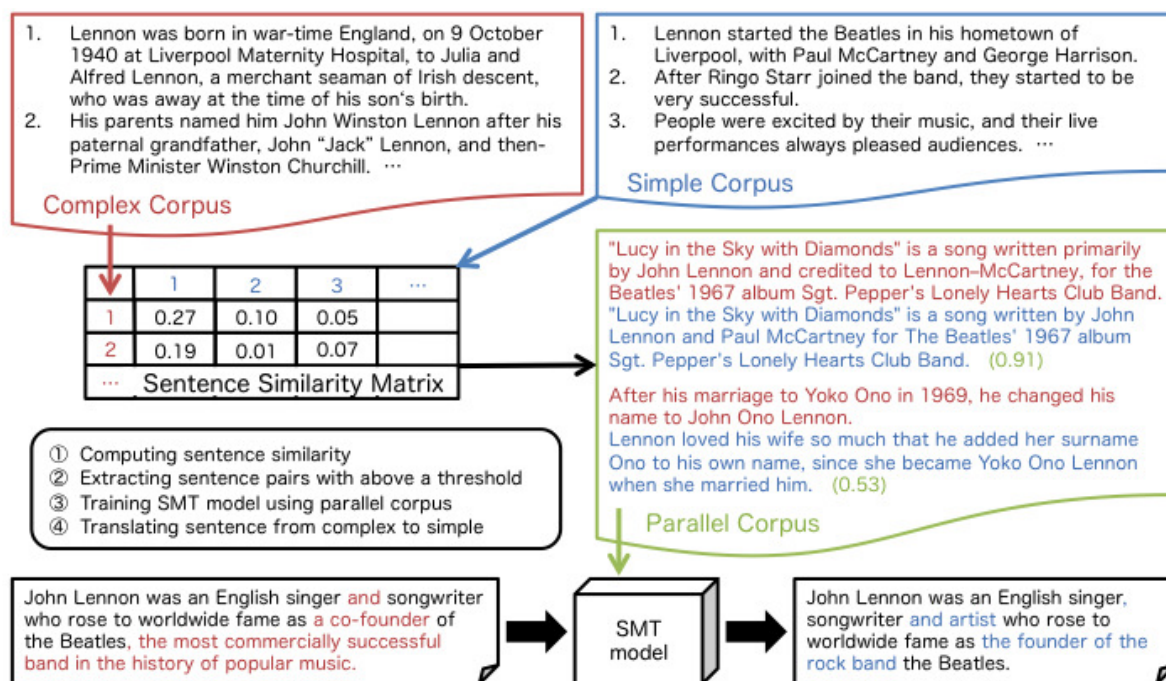 1. Lennon was born in war-time England, on 9 October
1940 at Liverpool Maternity Hospital, to Julia and
Alfred Lennon, a merchant seaman of Irish descent,
who was away at the time of his son‘s birth.
2. His parents named him John Winston Lennon after his
paternal grandfather, John “Jack” Lennon, and then-
Prime Minister Winston Churchill. …
Complex Corpus
1. Lennon started the Beatles in his hometown of
Liverpool, with Paul McCartney and George Harrison.
2. After Ringo Starr joined the band, they started to be
very successful.
3. People were excited by their music, and their live
performances always pleased audiences. …
Simple Corpus
1 2 3 …
1 0.27 0.10 0.05
2 0.19 0.01 0.07
… Sentence Similarity Matrix
"Lucy in the Sky with Diamonds" is a song written primarily
by John Lennon and credited to Lennon–McCartney, for the
Beatles' 1967 album Sgt. Pepper's Lonely Hearts Club Band.
"Lucy in the Sky with Diamonds" is a song written by John
Lennon and Paul McCartney for The Beatles' 1967 album
Sgt. Pepper's Lonely Hearts Club Band. (0.91)
After his marriage to Yoko Ono in 1969, he changed his
name to John Ono Lennon.
Lennon loved his wife so much that he added her surname
Ono to his own name, since she became Yoko Ono Lennon
when she married him. (0.53)
Parallel Corpus
① Computing sentence similarity
② Extracting sentence pairs with above a threshold
③ Training SMT model using parallel corpus
④ Translating sentence from complex to simple
John Lennon was an English singer and songwriter
who rose to worldwide fame as a co-founder of
the Beatles, the most commercially successful
band in the history of popular music.
SMT
model
John Lennon was an English singer,
songwriter and artist who rose to
worldwide fame as the founder of the
rock band the Beatles.